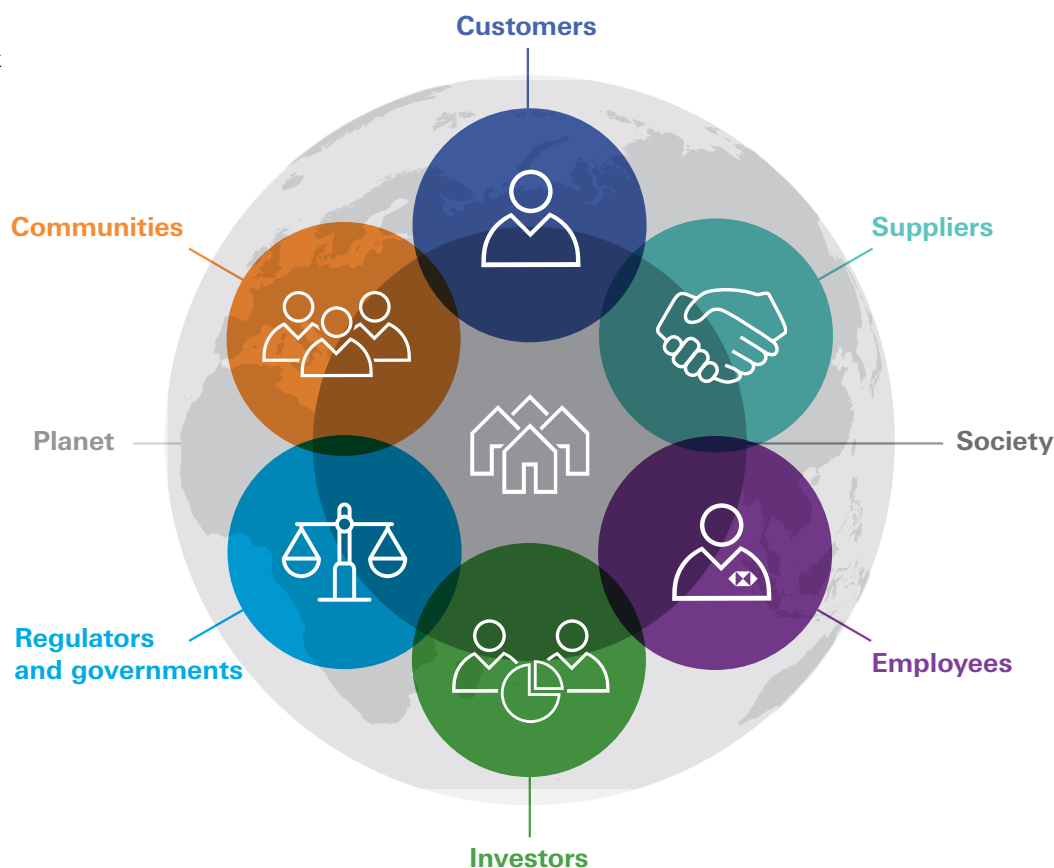 Customers
Communities
Suppliers
Planet
Society
Regulators
and governments
Employees
Investors